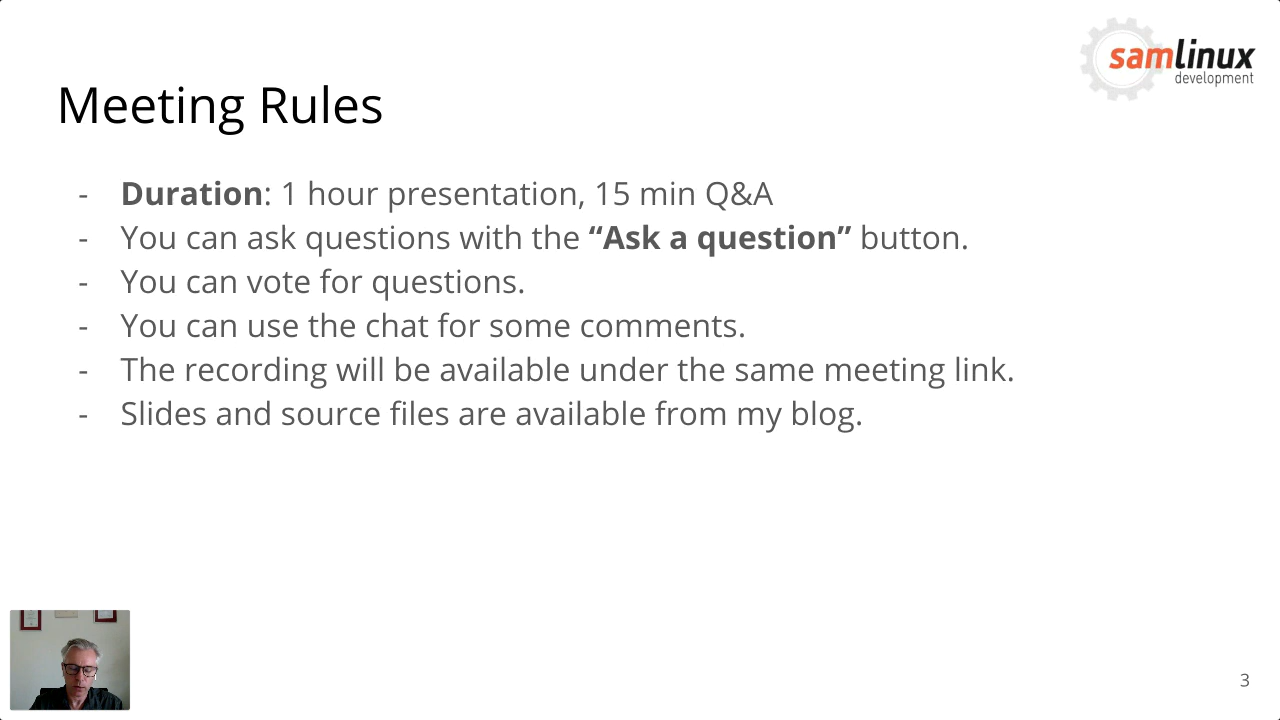 samlinux
development
Meeting Rules
- Duration: 1 hour presentation, 15 min Q&A
- You can ask questions with the “Ask a question” button.
- You can vote for questions.
- You can use the chat for some comments.
- The recording will be available under the same meeting link.
- Slides and source files are available from my blog.
3